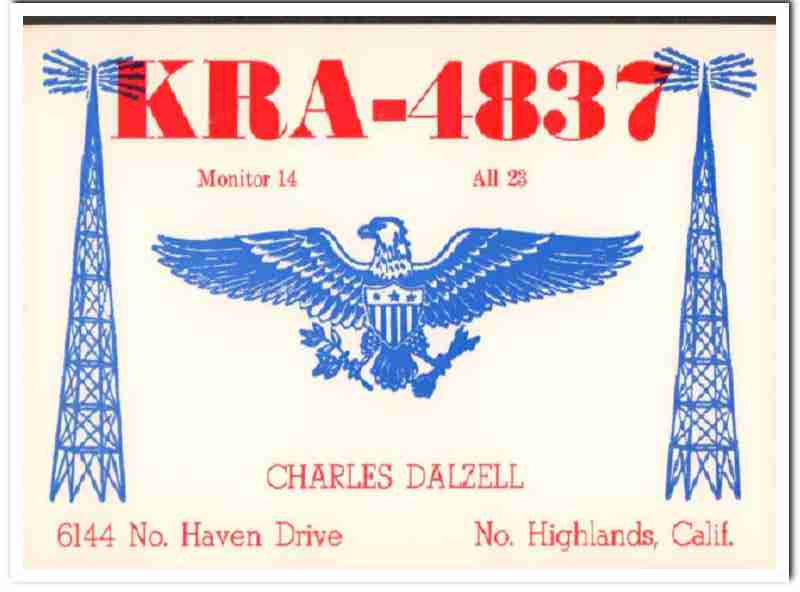 KRA-4837
Monitor 14 All 23
CHARLES DALZELL
6144 No. Haven Drive No. Highlands, Calif.